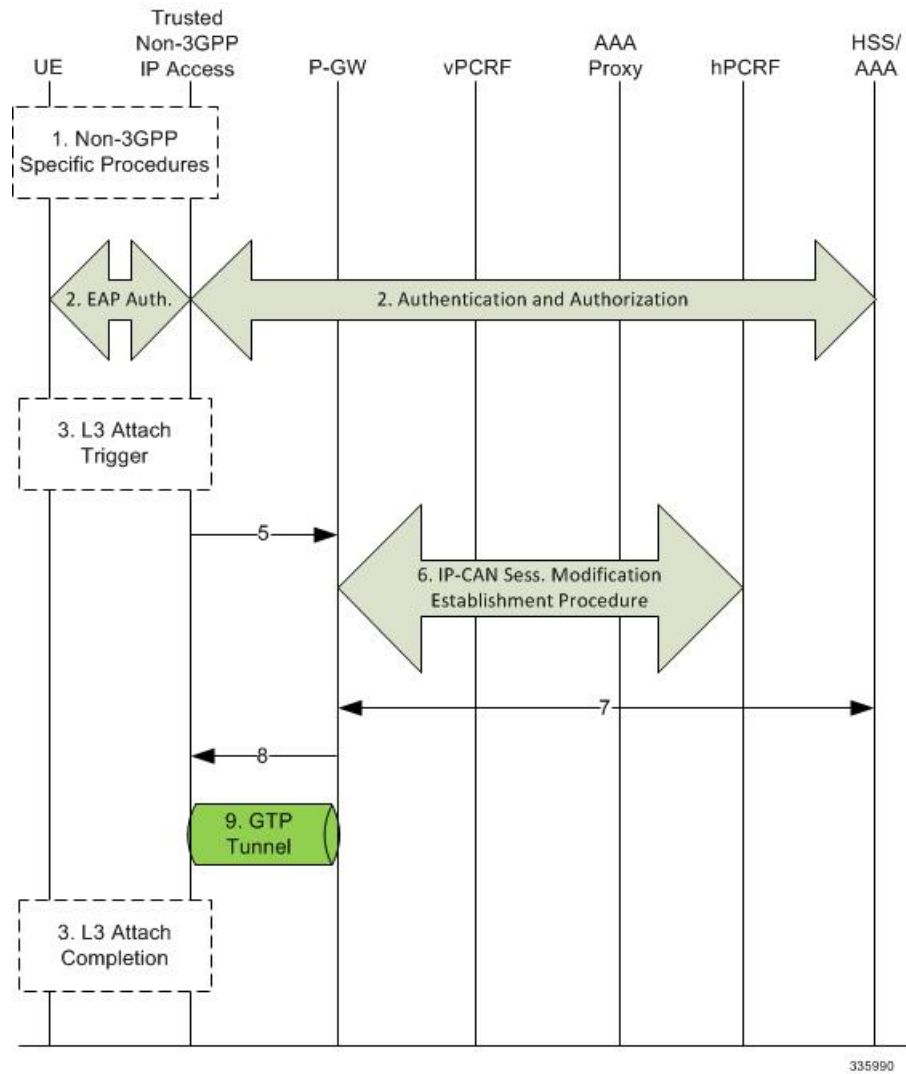 UE
Trusted
Non-3GPP
IP Access
P-GW
vPCRF
AAA
Proxy
hPCRF
HSS/
AAA
1. Non-3GPP
Specific Procedures
2. EAP Auth.
2. Authentication and Authorization
3. L3 Attach
Trigger
5
6. IP-CAN Sess. Modification
Establishment Procedure
7
8
9. GTP
Tunnel
3. L3 Attach
Completion
335990